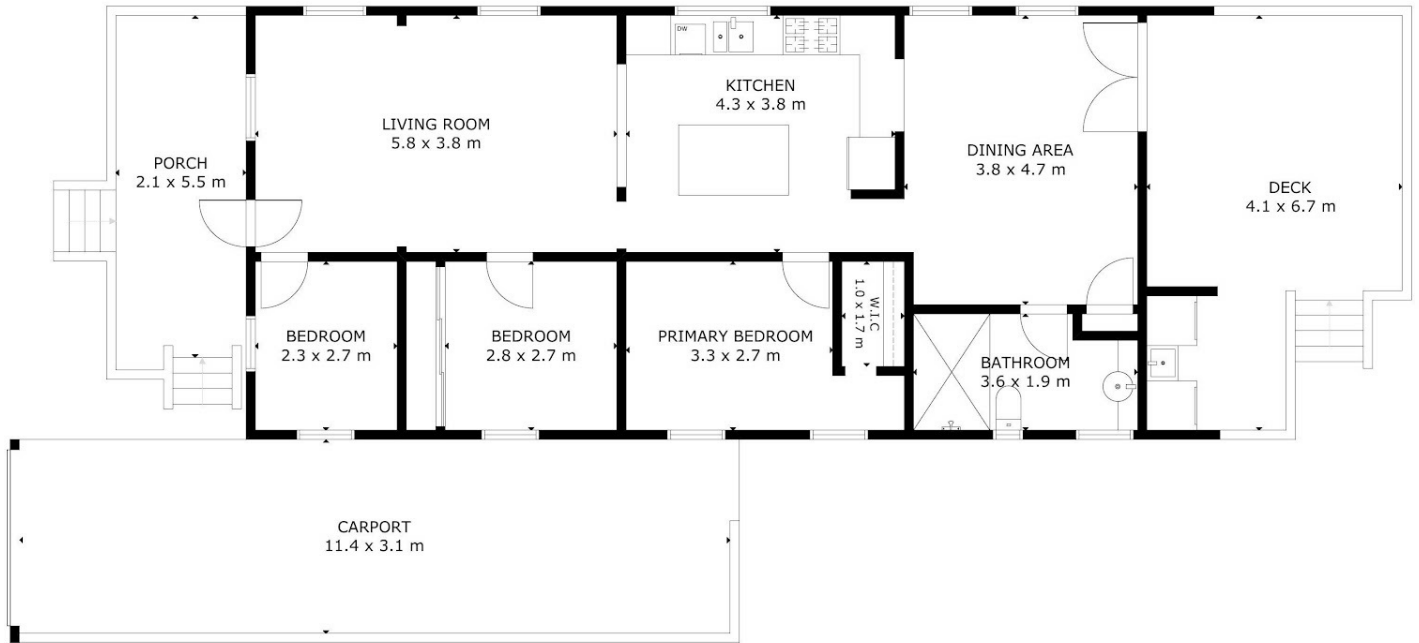 DW
KITCHEN
4.3 x 3.8 m
LIVING ROOM
5.8 x 3.8 m
DINING AREA
3.8 x 4.7 m
PORCH
2.1 x 5.5 m
DECK
4.1 x 6.7 m
BEDROOM
2.3 x 2.7 m
BEDROOM
2.8 x 2.7 m
PRIMARY BEDROOM
3.3 x 2.7 m
W.I.C
1.0 x 1.7 m
BATHROOM
3.6 x 1.9 m
CARPORT
11.4 x 3.1 m